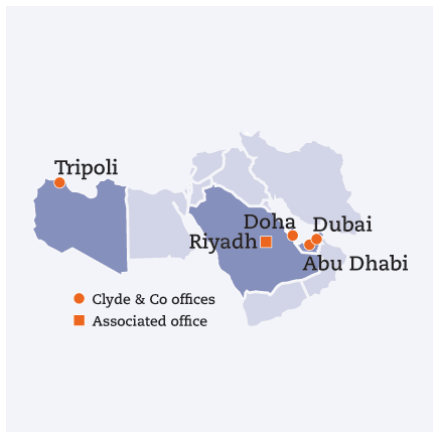 Tripoli
Doha
Dubai
Riyadh
Abu Dhabi
Clyde & Co offices
Associated office